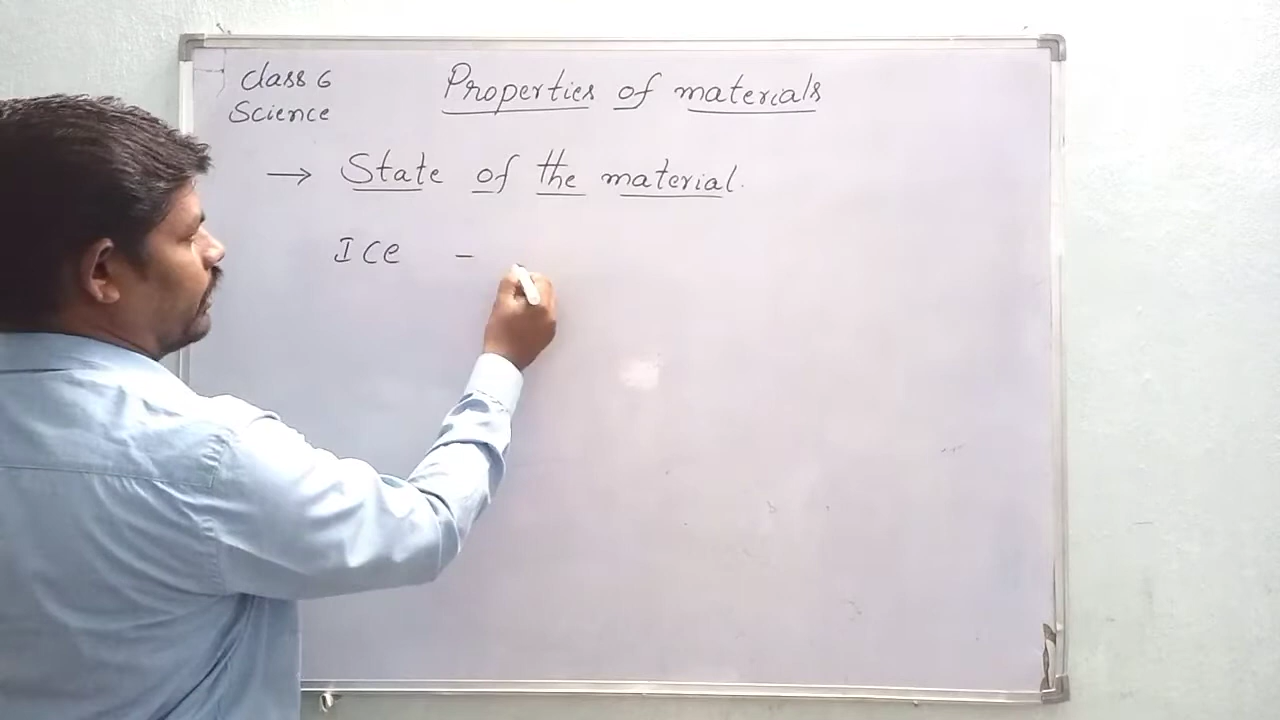 Class 6
Science
Properties of materials
→ State of the material.
Ice -